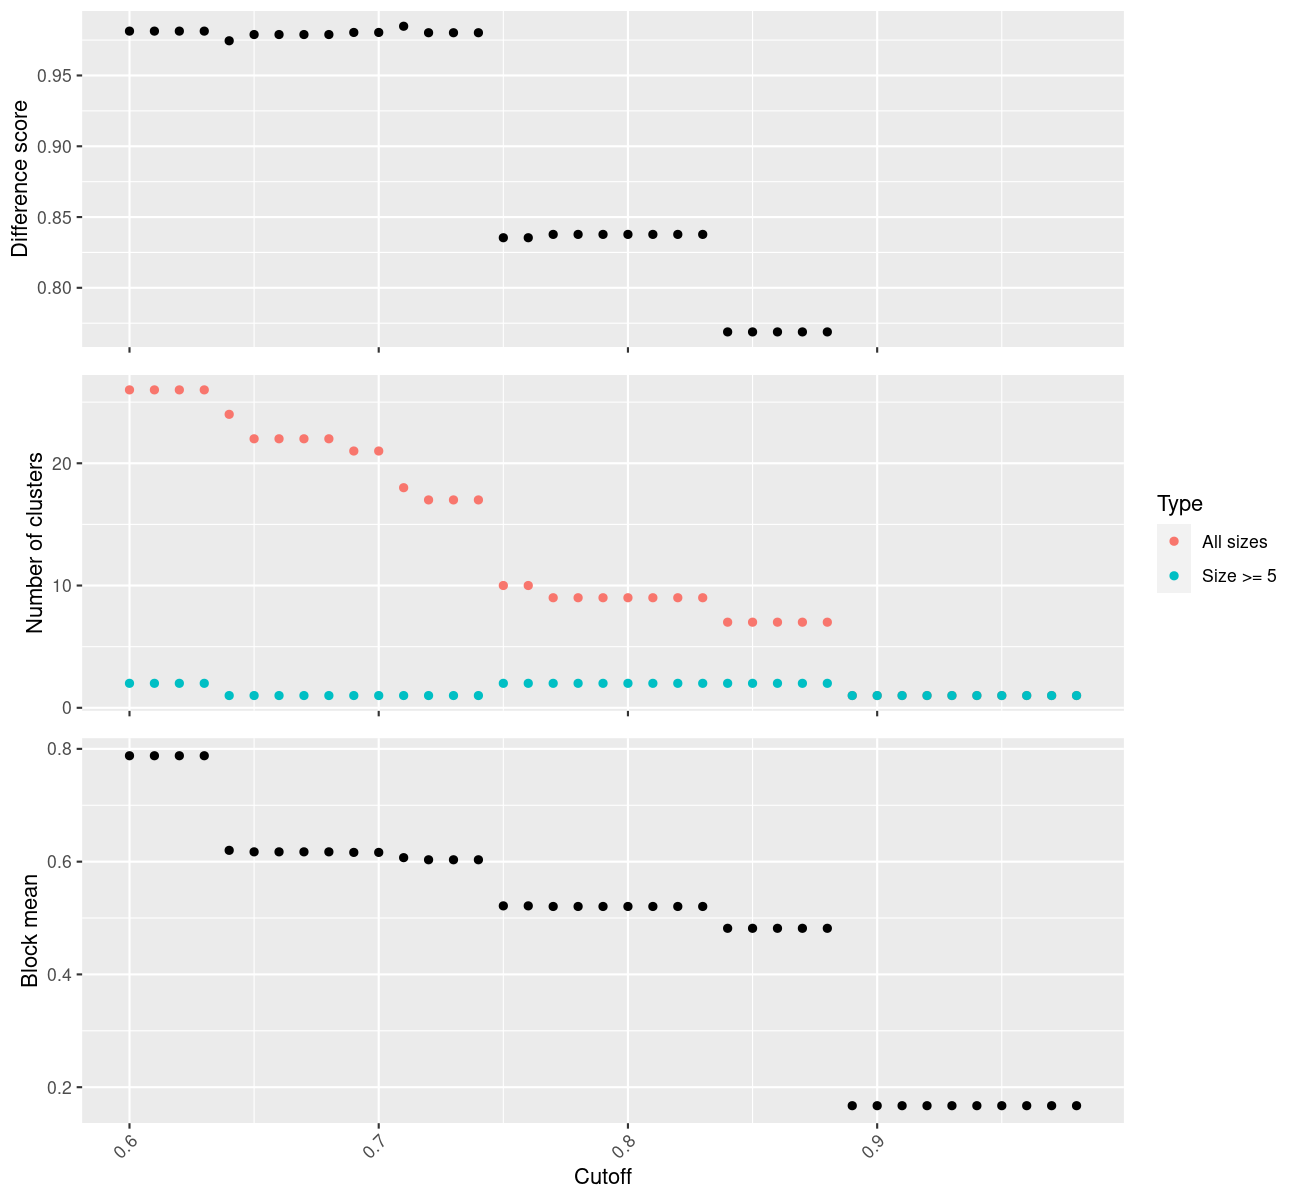 Difference score
0.95
0.90
0.85
0.80
Number of clusters
20
10
0
Type
All sizes
Size >= 5
Block mean
0.8
0.6
0.4
0.2
0.6 0.7 0.8 0.9
Cutoff